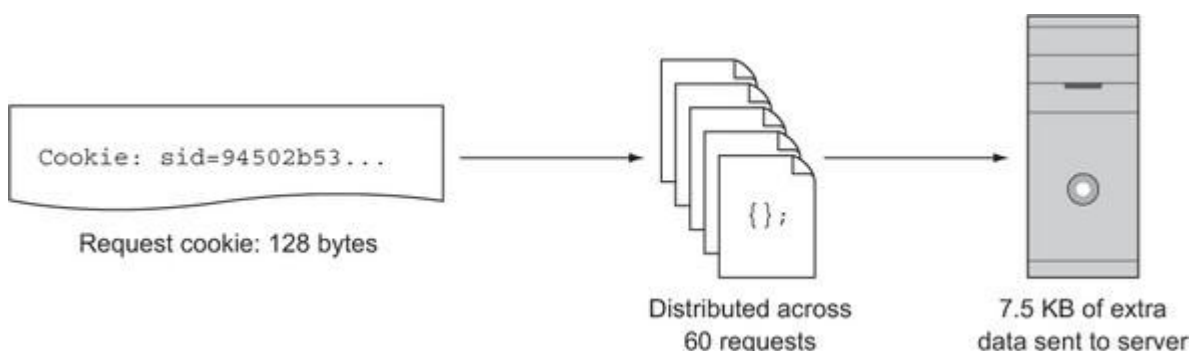 Cookie: sid=94502b53...
Request cookie: 128 bytes
{};
Distributed across
60 requests
7.5 KB of extra
data sent to server